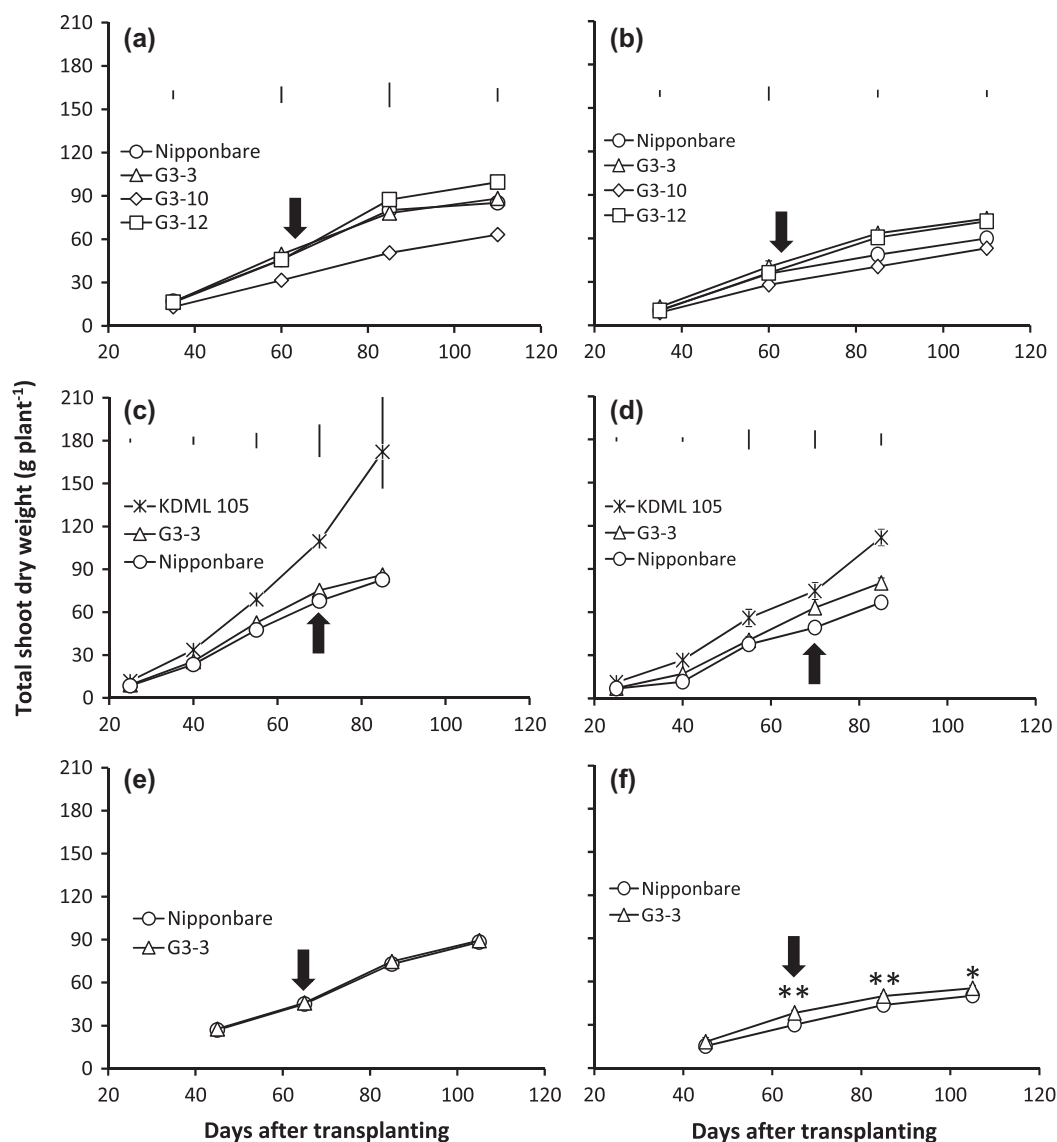 Total shoot dry weight (g plant⁻¹)
(a)
210
180
150
120
90
60
30
0
20 40 60 80 100 120
Nipponbare
G3-3
G3-10
G3-12
(b)
20 40 60 80 100 120
Nipponbare
G3-3
G3-10
G3-12
(c)
210
180
150
120
90
60
30
0
20 40 60 80 100 120
KDML 105
G3-3
Nipponbare
(d)
20 40 60 80 100 120
KDML 105
G3-3
Nipponbare
(e)
210
180
150
120
90
60
30
0
20 40 60 80 100 120
Nipponbare
G3-3
Days after transplanting
(f)
20 40 60 80 100 120
Nipponbare
G3-3
** ** *
Days after transplanting